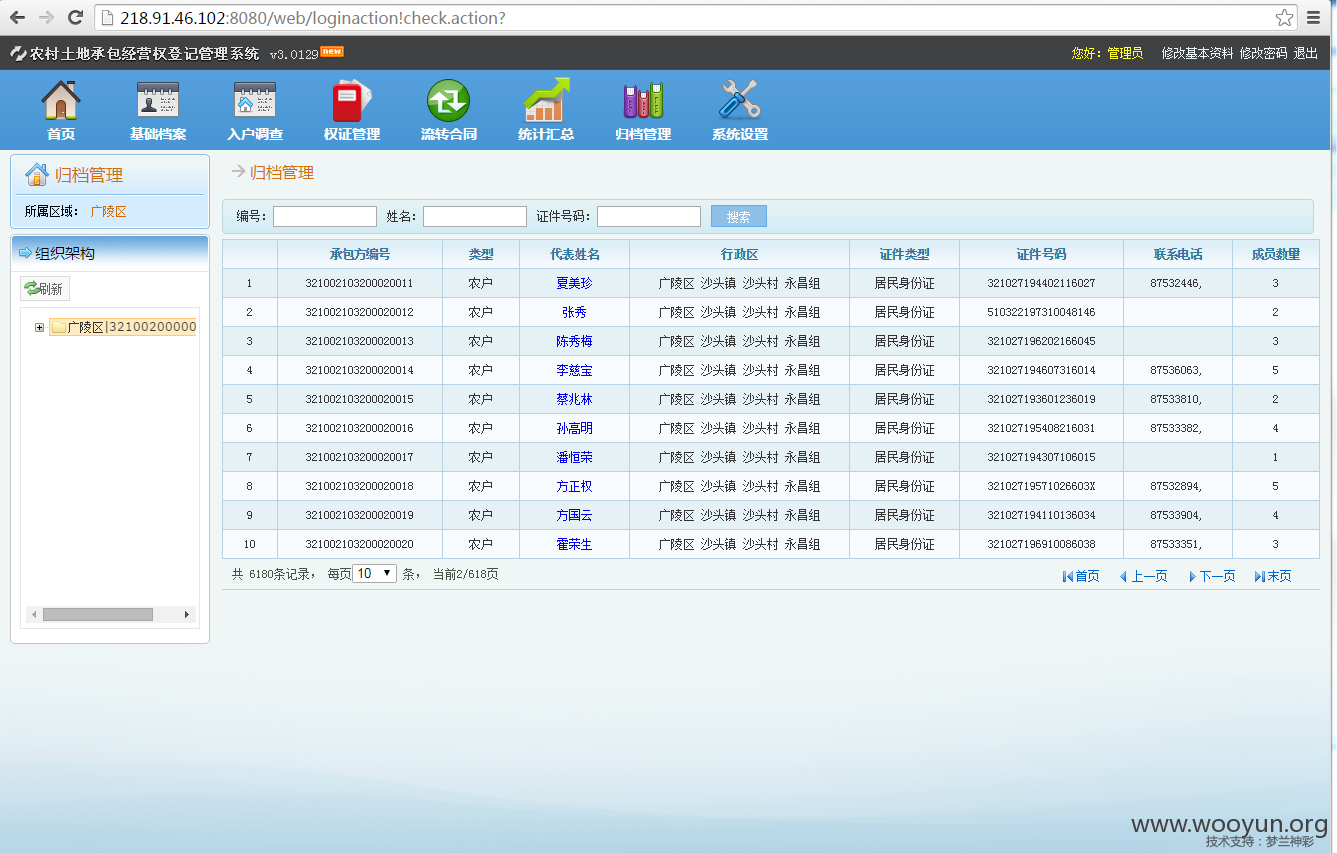 218.91.46.102:8080/web/loginaction!check.action?
农村土地承包经营权登记管理系统 v3.0129 new 您好：管理员 修改基本资料 修改密码 退出
首页 基础档案 入户调查 权证管理 流转合同 统计汇总 归档管理 系统设置
归档管理
所属区域： 广陵区
组织架构
刷新
广陵区|32100200000
归档管理
编号： 姓名： 证件号码： 搜索
承包方编号 类型 代表姓名 行政区 证件类型 证件号码 联系电话 成员数量
1 321002103200020011 农户 夏美珍 广陵区 沙头镇 沙头村 永昌组 居民身份证 321027194402116027 87532446, 3
2 321002103200020012 农户 张秀 广陵区 沙头镇 沙头村 永昌组 居民身份证 510322197310048146 2
3 321002103200020013 农户 陈秀梅 广陵区 沙头镇 沙头村 永昌组 居民身份证 321027196202166045 3
4 321002103200020014 农户 李慈宝 广陵区 沙头镇 沙头村 永昌组 居民身份证 321027194607316014 87536063, 5
5 321002103200020015 农户 蔡兆林 广陵区 沙头镇 沙头村 永昌组 居民身份证 321027193601236019 87533810, 2
6 321002103200020016 农户 孙高明 广陵区 沙头镇 沙头村 永昌组 居民身份证 321027195408216031 87533382, 4
7 321002103200020017 农户 潘恒荣 广陵区 沙头镇 沙头村 永昌组 居民身份证 321027194307106015 1
8 321002103200020018 农户 方正权 广陵区 沙头镇 沙头村 永昌组 居民身份证 32102719571026603X 87532894, 5
9 321002103200020019 农户 方国云 广陵区 沙头镇 沙头村 永昌组 居民身份证 321027194110136034 87533904, 4
10 321002103200020020 农户 霍荣生 广陵区 沙头镇 沙头村 永昌组 居民身份证 321027196910086038 87533351, 3
共 6180条记录， 每页 10 条， 当前2/618页 首页 上一页 下一页 末页
www.wooyun.org
技术支持：梦兰神彩